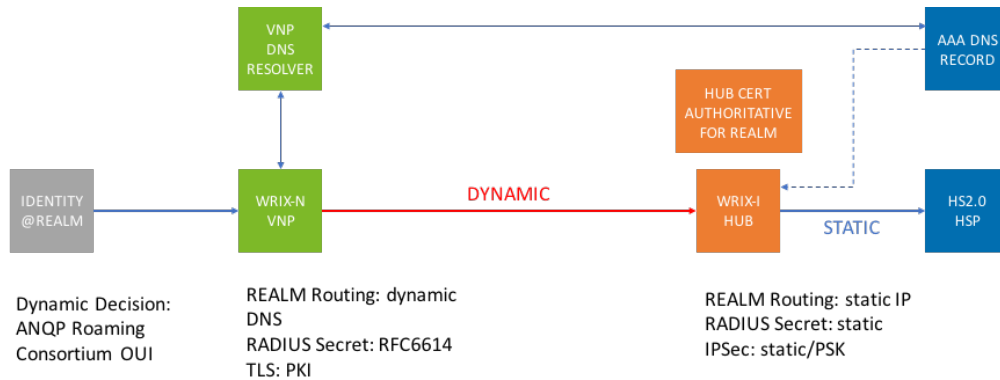 VNP
DNS
RESOLVER
AAA DNS
RECORD
HUB CERT
AUTHORITATIVE
FOR REALM
IDENTITY
@REALM
WRIX-N
VNP
DYNAMIC
WRIX-I
HUB
STATIC
HS2.0
HSP
Dynamic Decision:
ANQP Roaming
Consortium OUI
REALM Routing: dynamic
DNS
RADIUS Secret: RFC6614
TLS: PKI
REALM Routing: static IP
RADIUS Secret: static
IPSec: static/PSK